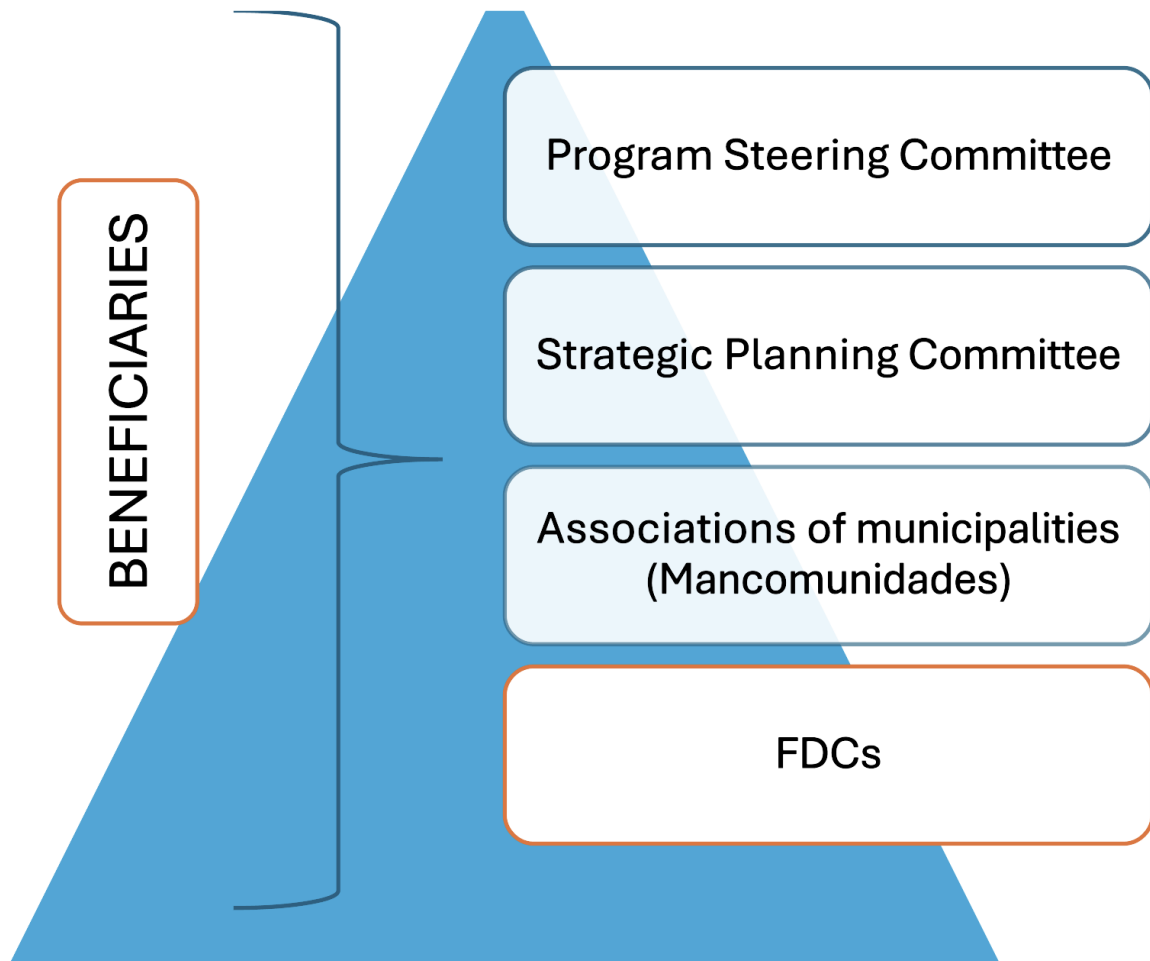 BENEFICIARIES
Program Steering Committee
Strategic Planning Committee
Associations of municipalities
(Mancomunidades)
FDCs